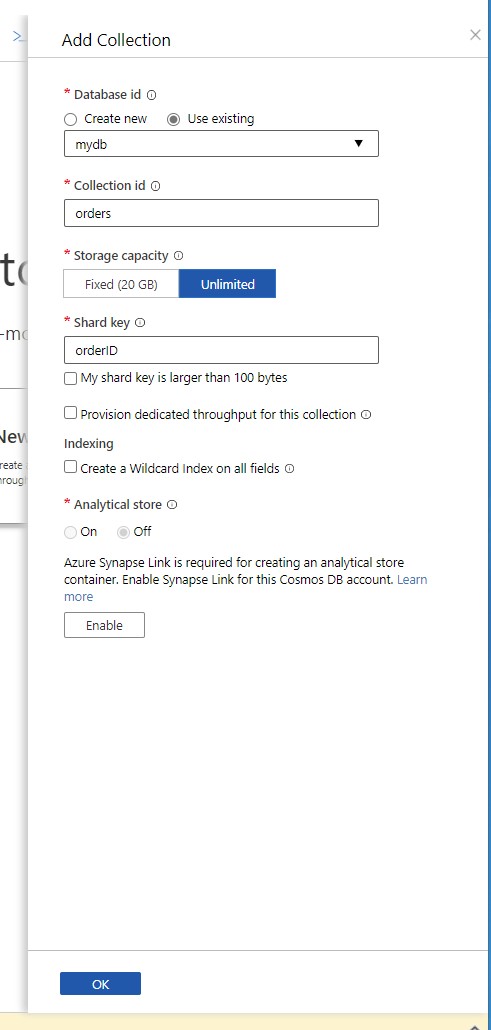 >_
Add Collection
* Database id
Create new Use existing
mydb
* Collection id
orders
* Storage capacity
Fixed (20 GB) Unlimited
* Shard key
orderID
My shard key is larger than 100 bytes
Provision dedicated throughput for this collection
Indexing
Create a Wildcard Index on all fields
* Analytical store
On Off
Azure Synapse Link is required for creating an analytical store
container. Enable Synapse Link for this Cosmos DB account. Learn
more
Enable
OK